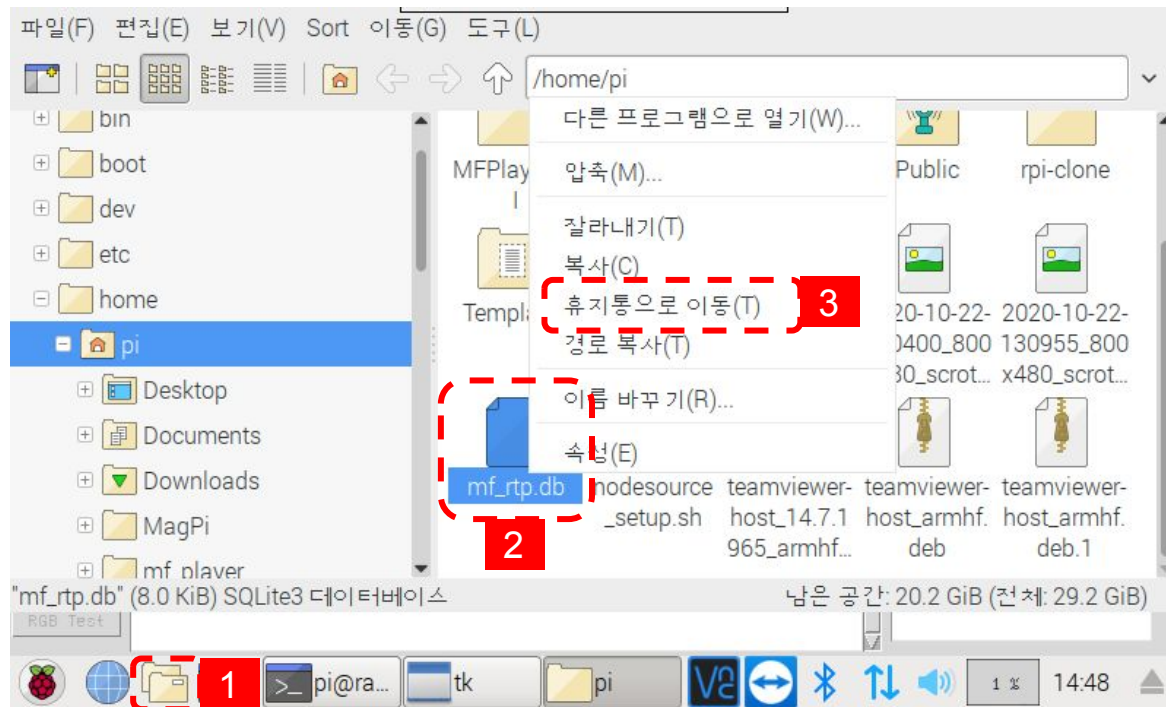 파일(F) 편집(E) 보기(V) Sort 이동(G) 도구(L)
/home/pi
bin
boot
dev
etc
home
pi
Desktop
Documents
Downloads
MagPi
mf_player
다른 프로그램으로 열기(W)...
압축(M)...
잘라내기(T)
복사(C)
휴지통으로 이동(T)
3
경로 복사(T)
이름 바꾸기(R)...
속성(E)
MFPlay
Public
rpi-clone
Templ
20-10-22-
0400_800
80_scrot...
2020-10-22-
130955_800
x480_scrot...
mf_rtp.db
2
nodesource
_setup.sh
teamviewer-
host_14.7.1
965_armhf...
teamviewer-
host_armhf.
deb
teamviewer-
host_armhf.
deb.1
"mf_rtp.db" (8.0 KiB) SQLite3 데이터베이스
남은 공간: 20.2 GiB (전체: 29.2 GiB)
RGB Test
1
>_ pi@ra...
tk
pi
1 %
14:48